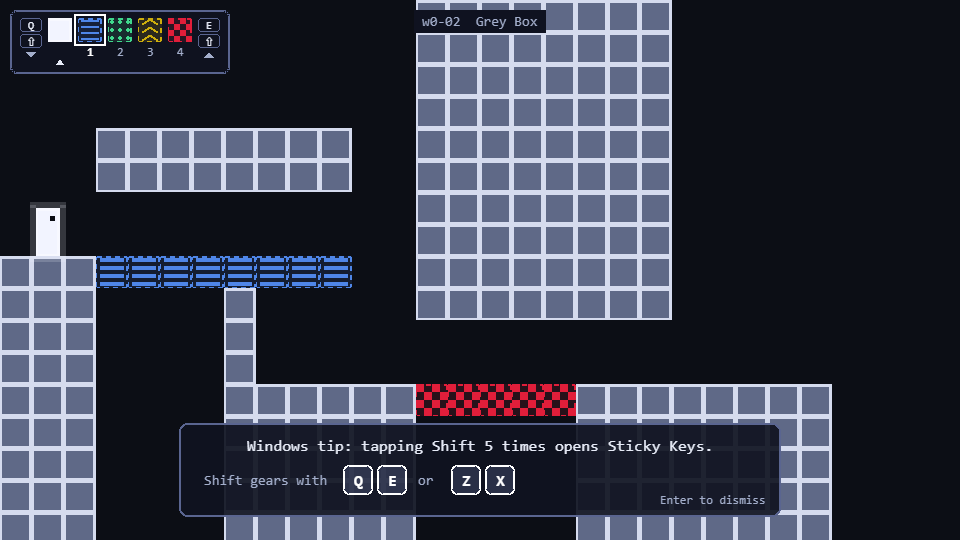 w0-02 Grey Box
Q E
1 2 3 4
Windows tip: tapping Shift 5 times opens Sticky Keys.
Shift gears with Q E or Z X
Enter to dismiss